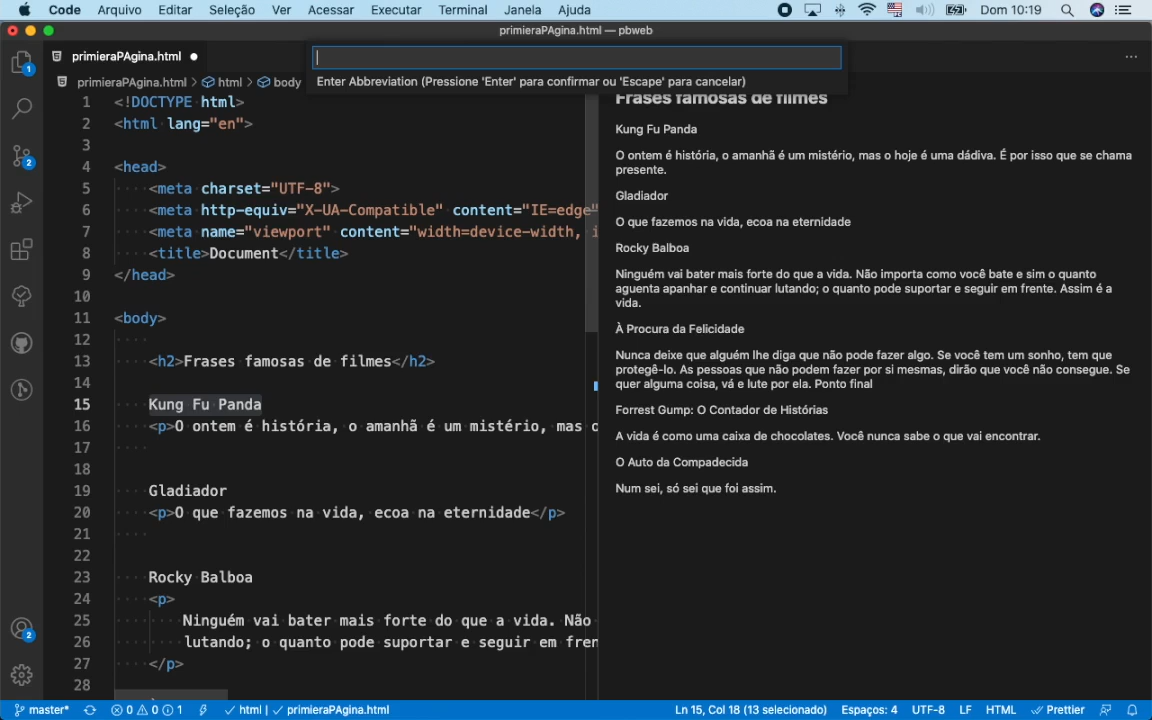 Code Arquivo Editar Seleção Ver Acessar Executar Terminal Janela Ajuda Dom 10:19
primieraPAgina.html — pbweb
primieraPAgina.html
Enter Abbreviation (Pressione 'Enter' para confirmar ou 'Escape' para cancelar)
primieraPAgina.html > html > body
1 <!DOCTYPE html>
2 <html lang="en">
3
4 <head>
5 <meta charset="UTF-8">
6 <meta http-equiv="X-UA-Compatible" content="IE=edge"
7 <meta name="viewport" content="width=device-width, i
8 <title>Document</title>
9 </head>
10
11 <body>
12
13 <h2>Frases famosas de filmes</h2>
14
15 Kung Fu Panda
16 <p>O ontem é história, o amanhã é um mistério, mas o
17
18
19 Gladiador
20 <p>O que fazemos na vida, ecoa na eternidade</p>
21
22
23 Rocky Balboa
24 <p>
25 Ninguém vai bater mais forte do que a vida. Não
26 lutando; o quanto pode suportar e seguir em fren
27 </p>
28
Frases famosas de filmes
Kung Fu Panda
O ontem é história, o amanhã é um mistério, mas o hoje é uma dádiva. É por isso que se chama
presente.
Gladiador
O que fazemos na vida, ecoa na eternidade
Rocky Balboa
Ninguém vai bater mais forte do que a vida. Não importa como você bate e sim o quanto
aguenta apanhar e continuar lutando; o quanto pode suportar e seguir em frente. Assim é a
vida.
À Procura da Felicidade
Nunca deixe que alguém lhe diga que não pode fazer algo. Se você tem um sonho, tem que
protegê-lo. As pessoas que não podem fazer por si mesmas, dirão que você não consegue. Se
quer alguma coisa, vá e lute por ela. Ponto final
Forrest Gump: O Contador de Histórias
A vida é como uma caixa de chocolates. Você nunca sabe o que vai encontrar.
O Auto da Compadecida
Num sei, só sei que foi assim.
1
2
2
master* 0 0 1 html | primieraPAgina.html Ln 15, Col 18 (13 selecionado) Espaços: 4 UTF-8 LF HTML Prettier